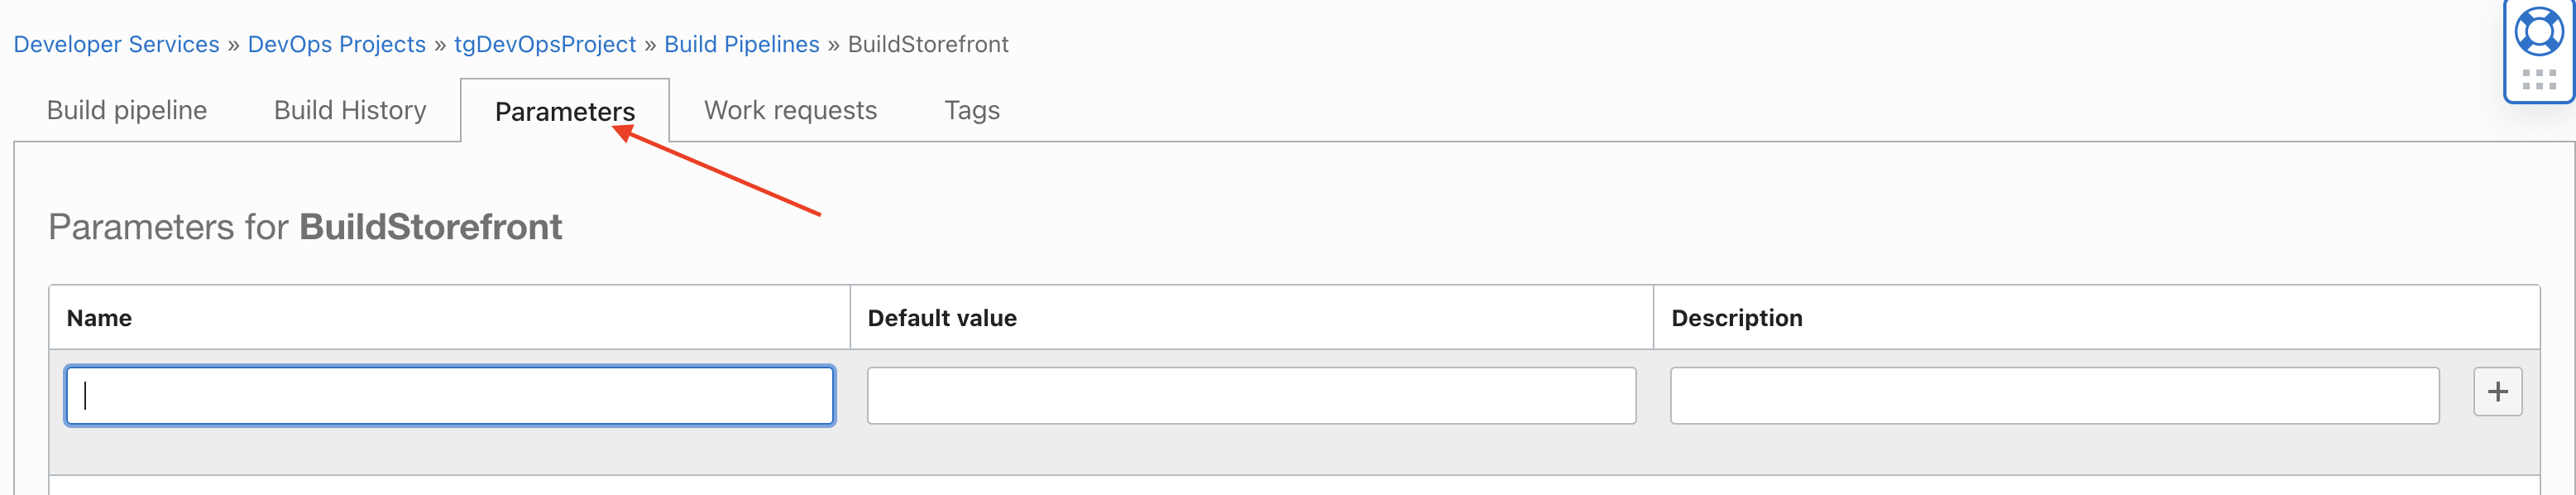 Developer Services » DevOps Projects » tgDevOpsProject » Build Pipelines » BuildStorefront
Build pipeline Build History Parameters Work requests Tags
Parameters for BuildStorefront
Name Default value Description
+